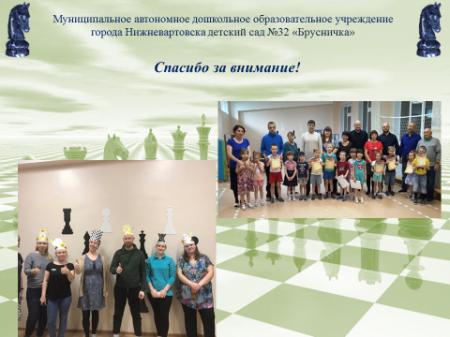 Муниципальное автономное дошкольное образовательное учреждение
города Нижневартовска детский сад №32 «Брусничка»
Спасибо за внимание!